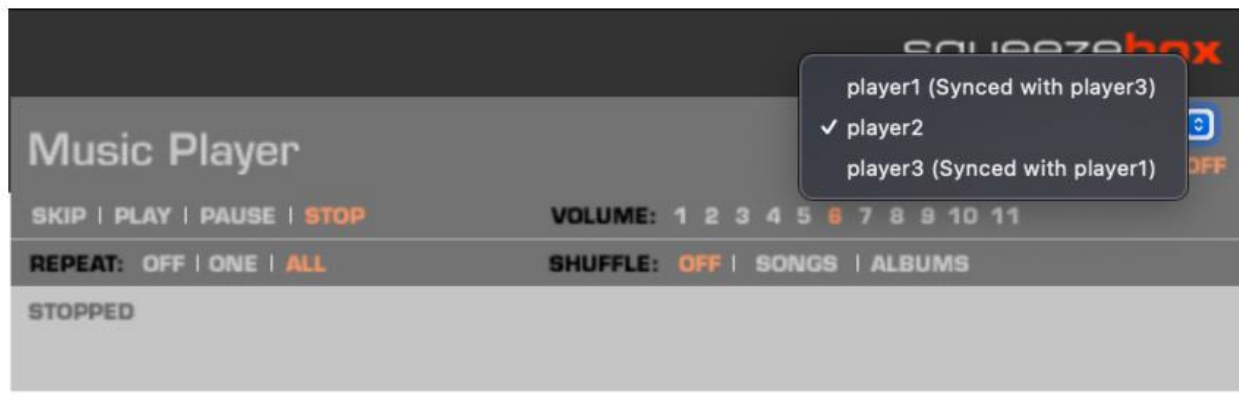 squeezebox
player1 (Synced with player3)
✓ player2
player3 (Synced with player1)
Music Player
OFF
SKIP | PLAY | PAUSE | STOP
VOLUME: 1 2 3 4 5 6 7 8 9 10 11
REPEAT: OFF | ONE | ALL
SHUFFLE: OFF | SONGS | ALBUMS
STOPPED